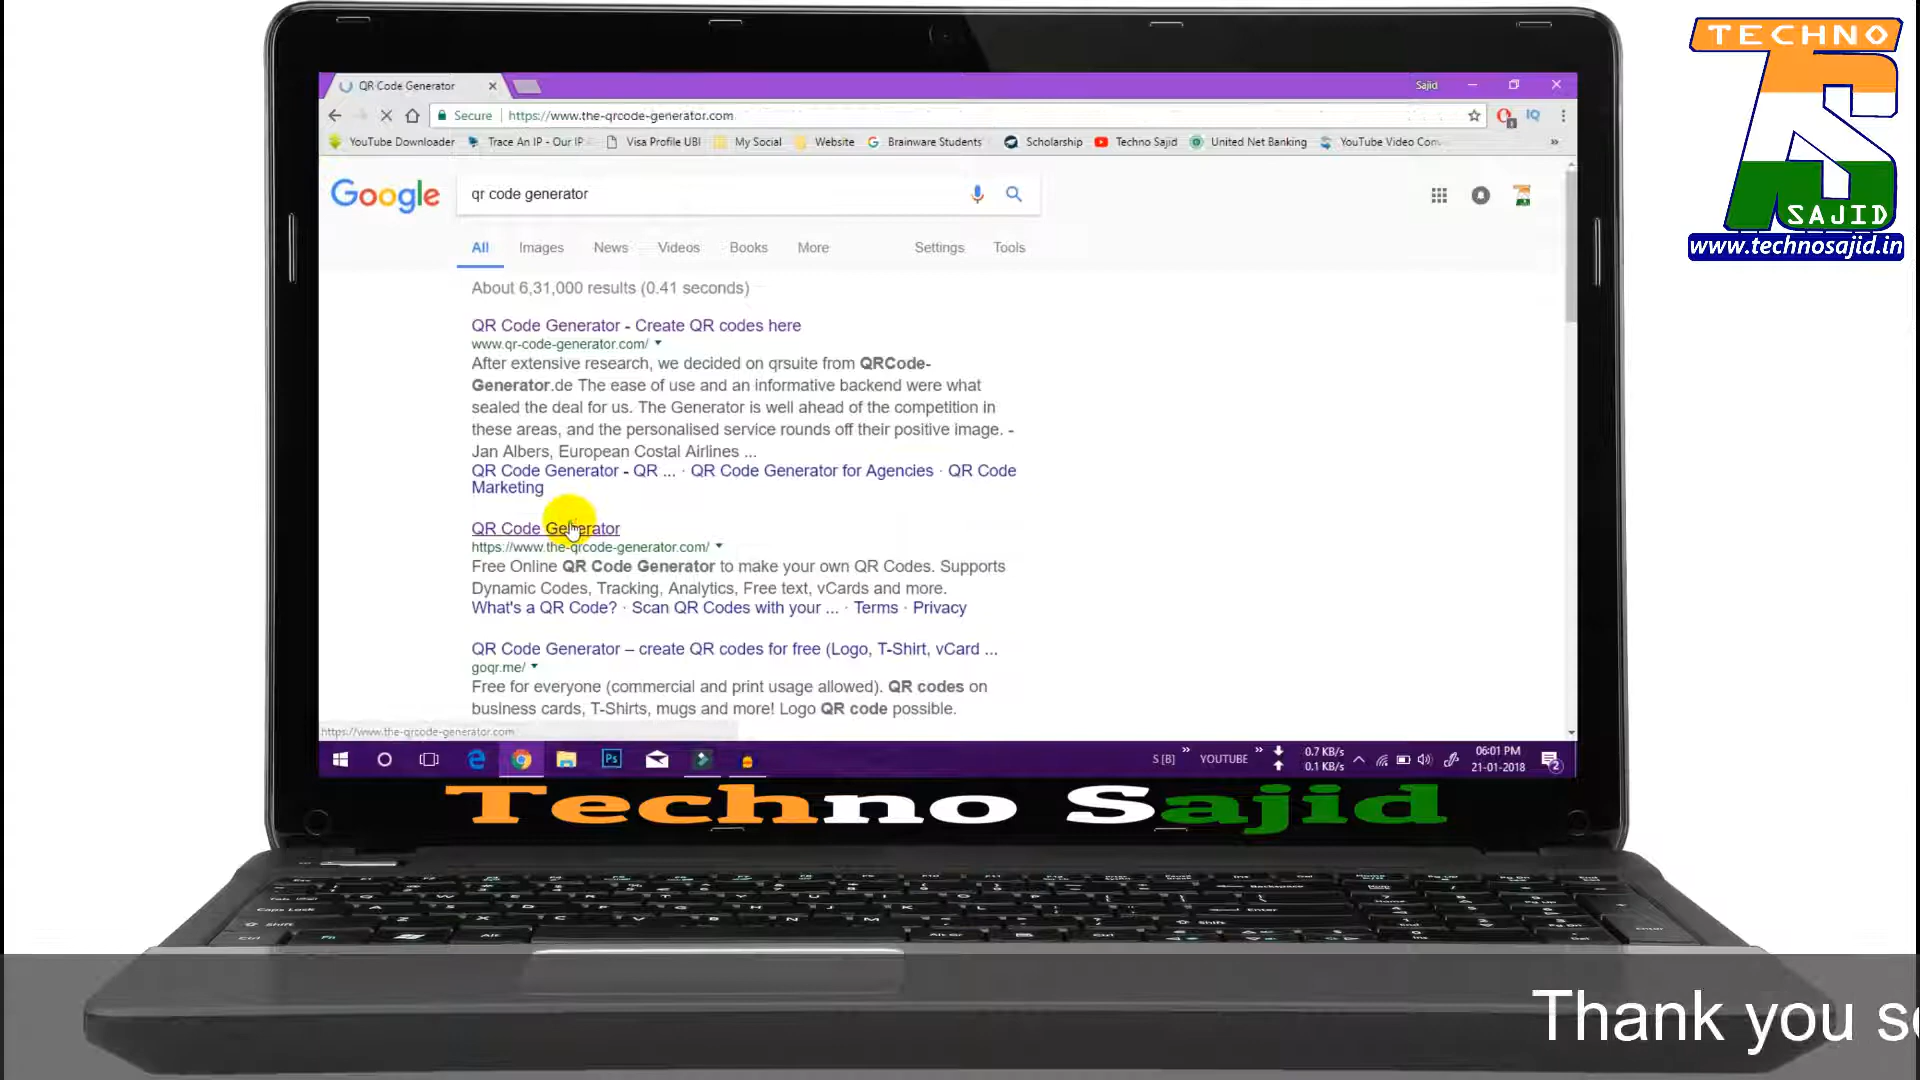 TECHNO
SAJID
www.technosajid.in
QR Code Generator
Sajid
Secure
https://www.the-qrcode-generator.com
YouTube Downloader
Trace An IP - Our IP
Visa Profile UBI
My Social
Website
Brainware Students
Scholarship
Techno Sajid
United Net Banking
YouTube Video Con
Google
qr code generator
All
Images
News
Videos
Books
More
Settings
Tools
About 6,31,000 results (0.41 seconds)
QR Code Generator - Create QR codes here
www.qr-code-generator.com/
After extensive research, we decided on qrsuite from QRCode-
Generator.de The ease of use and an informative backend were what
sealed the deal for us. The Generator is well ahead of the competition in
these areas, and the personalised service rounds off their positive image. -
Jan Albers, European Costal Airlines ...
QR Code Generator - QR ... · QR Code Generator for Agencies · QR Code
Marketing
QR Code Generator
https://www.the-qrcode-generator.com/
Free Online QR Code Generator to make your own QR Codes. Supports
Dynamic Codes, Tracking, Analytics, Free text, vCards and more.
What's a QR Code? · Scan QR Codes with your ... · Terms · Privacy
QR Code Generator – create QR codes for free (Logo, T-Shirt, vCard ...
goqr.me/
Free for everyone (commercial and print usage allowed). QR codes on
business cards, T-Shirts, mugs and more! Logo QR code possible.
https://www.the-qrcode-generator.com
Ps
S [B]
YOUTUBE
0.7 KB/s
0.1 KB/s
06:01 PM
21-01-2018
2
Techno Sajid
Thank you